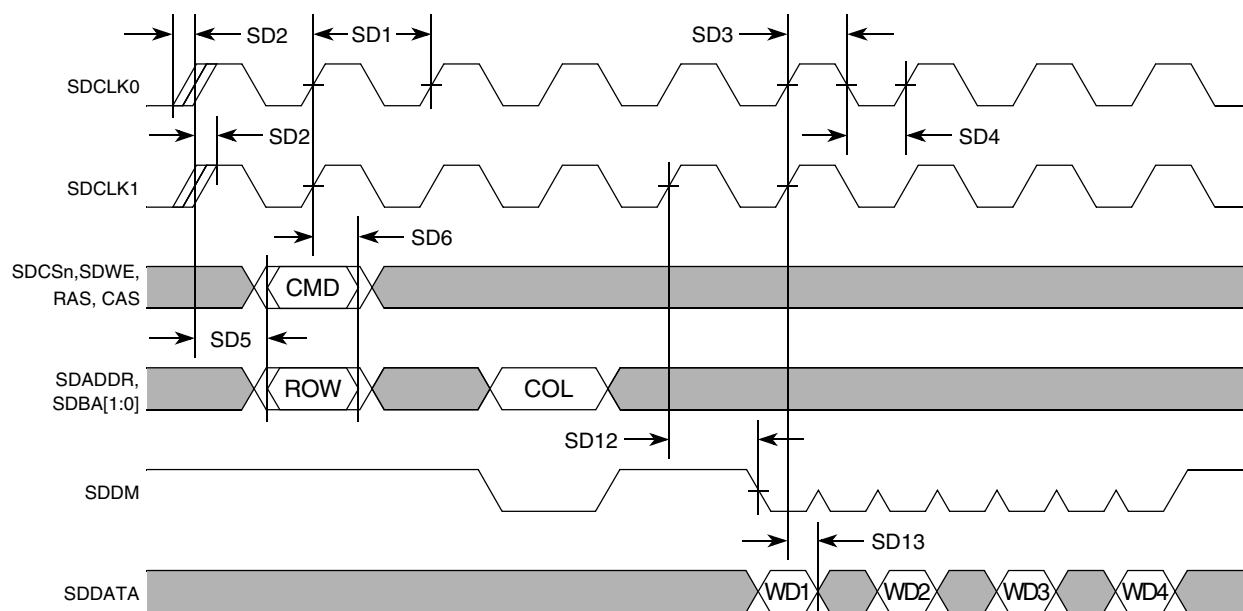 SD2
SD1
SD3
SDCLK0
SD2
SD4
SDCLK1
SD6
SDCSn,SDWE,
RAS, CAS
CMD
SD5
SDADDR,
SDBA[1:0]
ROW
COL
SD12
SDDM
SD13
SDDATA
WD1
WD2
WD3
WD4